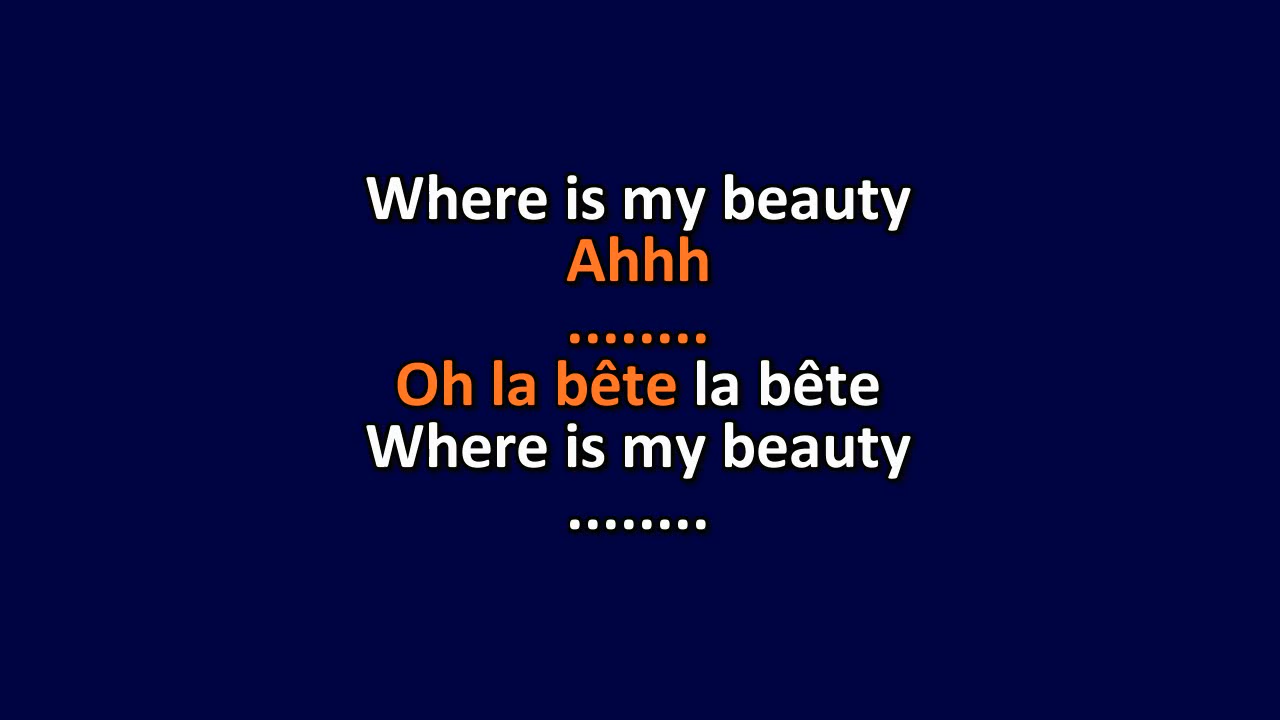 Where is my beauty
Ahhh
........
Oh la bête la bête
Where is my beauty
........